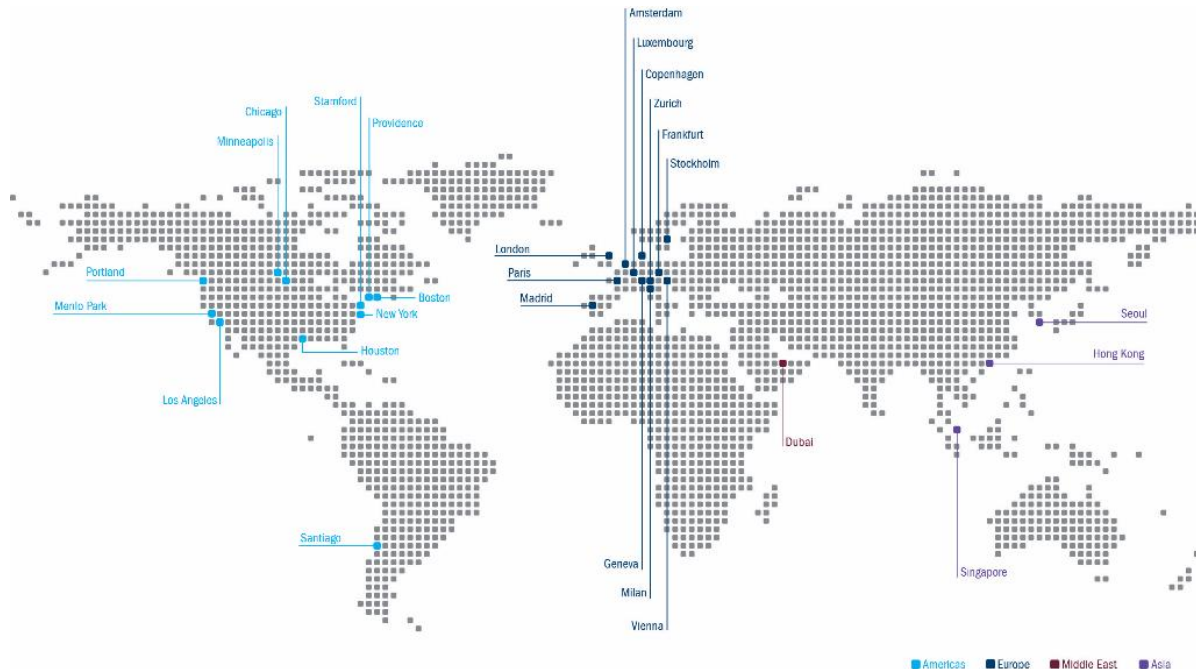 Amsterdam
Luxembourg
Copenhagen
Stamford
Zurich
Chicago
Providence
Frankfurt
Minneapolis
Stockholm
London
Portland
Paris
Boston
Madrid
Menlo Park
New York
Seoul
Houston
Hong Kong
Los Angeles
Dubai
Santiago
Geneva
Singapore
Milan
Vienna
Americas
Europe
Middle East
Asia